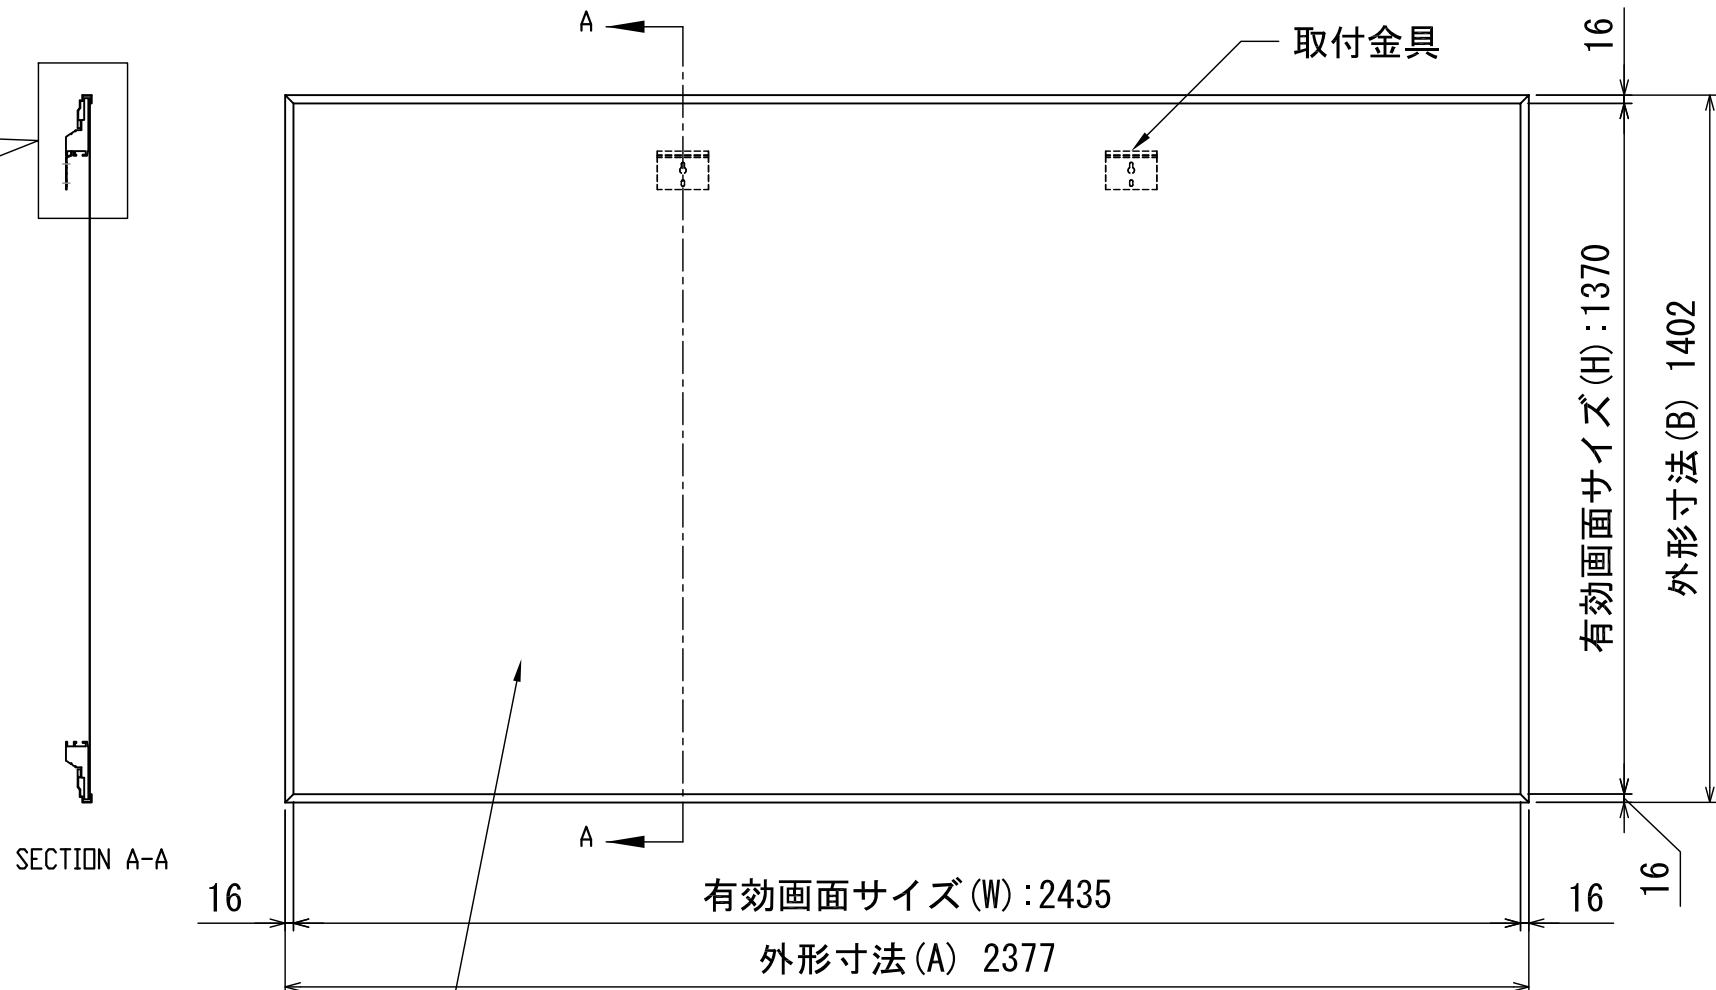 A
取付金具
16
有効画面サイズ(H):1370
外形寸法(B) 1402
A
SECTION A-A
16
有効画面サイズ(W):2435
16
16
外形寸法(A) 2377